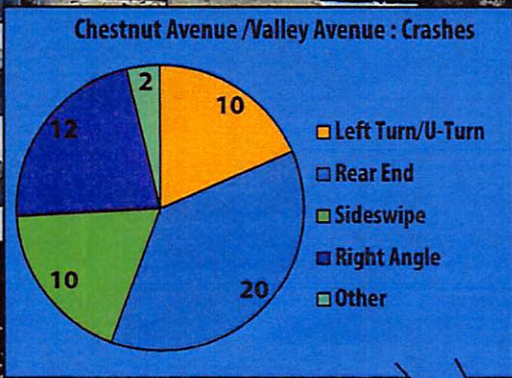 Chestnut Avenue /Valley Avenue : Crashes
2
10
12
10
20
Left Turn/U-Turn
Rear End
Sideswipe
Right Angle
Other